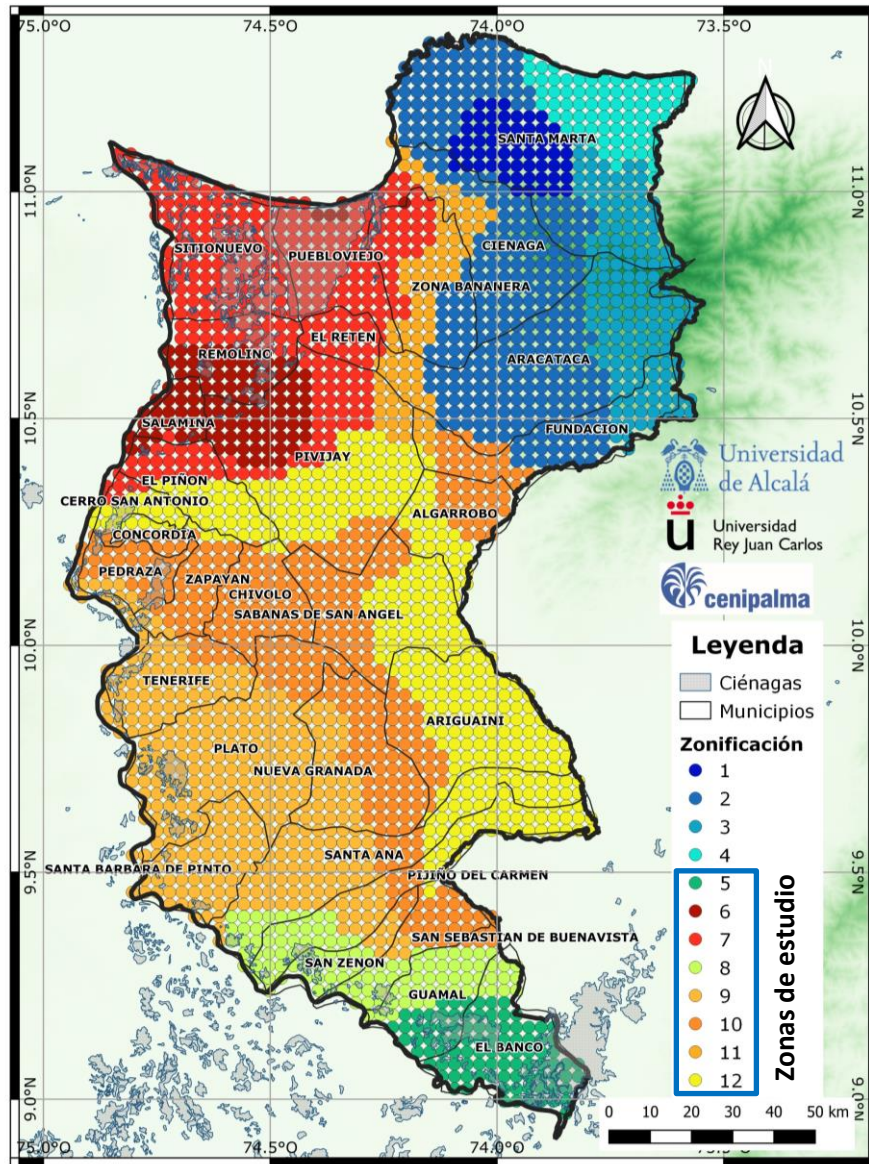 75.0°O 74.5°O 74.0°O 73.5°O
N
SANTA MARTA
11.0°N 11.0°N
SITIONUEVO
PUEBLOVIEJO
CIENAGA
ZONA BANANERA
EL RETEN
REMOLINO
ARACATACA
10.5°N 10.5°N
SALAMINA
FUNDACION
PIVIJAY
Universidad
de Alcalá
EL PIÑON
CERRO SAN ANTONIO
ALGARROBO
CONCORDIA
u Universidad
Rey Juan Carlos
PEDRAZA
ZAPAYAN
CHIVOLO
cenipalma
SABANAS DE SAN ANGEL
10.0°N 10.0°N
Leyenda
Ciénagas
Municipios
Zonificación
1
2
3
4
5
6
7
8
9
10
11
12
Zonas de estudio
TENERIFE
ARIGUAINI
PLATO
NUEVA GRANADA
SANTA ANA
9.5°N 9.5°N
SANTA BARBARA DE PINTO
PIJIÑO DEL CARMEN
SAN SEBASTIAN DE BUENAVISTA
SAN ZENON
GUAMAL
EL BANCO
9.0°N 9.0°N
0 10 20 30 40 50 km
75.0°O 74.5°O 74.0°O